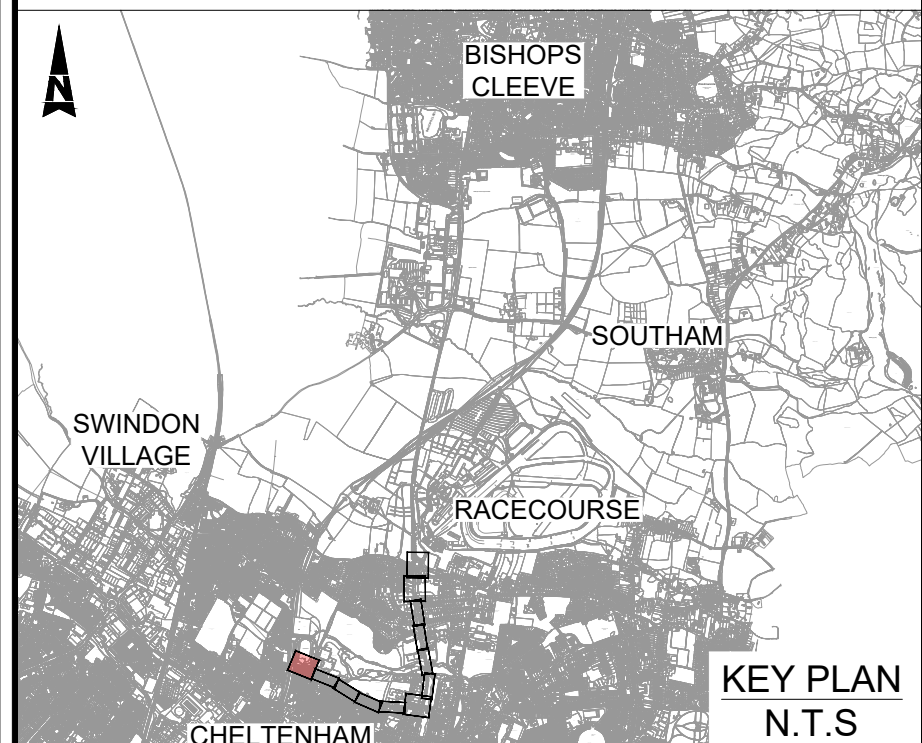 N
BISHOPS
CLEEVE
SOUTHAM
SWINDON
VILLAGE
RACECOURSE
KEY PLAN
N.T.S
CHELTENHAM